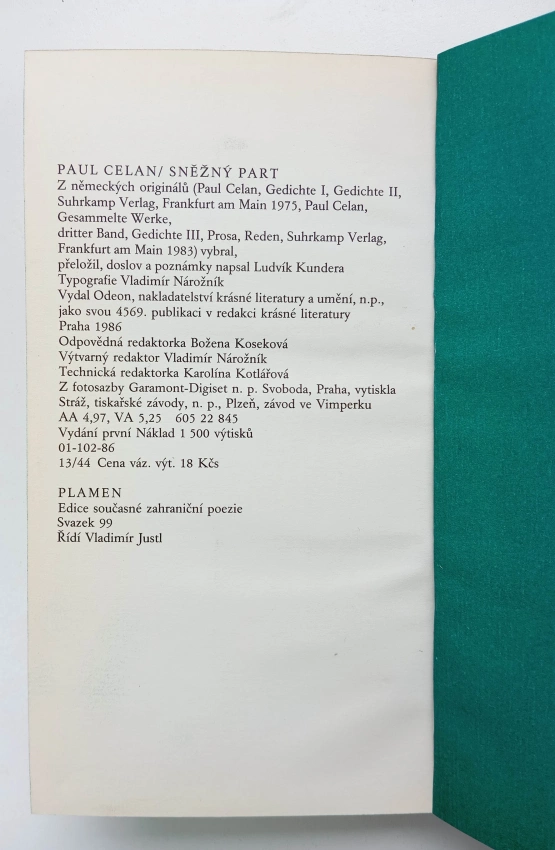 PAUL CELAN/ SNĚŽNÝ PART
Z německých originálů (Paul Celan, Gedichte I, Gedichte II,
Suhrkamp Verlag, Frankfurt am Main 1975, Paul Celan,
Gesammelte Werke,
dritter Band, Gedichte III, Prosa, Reden, Suhrkamp Verlag,
Frankfurt am Main 1983) vybral,
přeložil, doslov a poznámky napsal Ludvík Kundera
Typografie Vladimír Nárožník
Vydal Odeon, nakladatelství krásné literatury a umění, n.p.,
jako svou 4569. publikaci v redakci krásné literatury
Praha 1986
Odpovědná redaktorka Božena Koseková
Výtvarný redaktor Vladimír Nárožník
Technická redaktorka Karolína Kotlářová
Z fotosazby Garamont-Digiset n. p. Svoboda, Praha, vytiskla
Stráž, tiskařské závody, n. p., Plzeň, závod ve Vimperku
AA 4,97, VA 5,25 605 22 845
Vydání první Náklad 1 500 výtisků
01-102-86
13/44 Cena váz. výt. 18 Kčs
PLAMEN
Edice současné zahraniční poezie
Svazek 99
Řídí Vladimír Justl